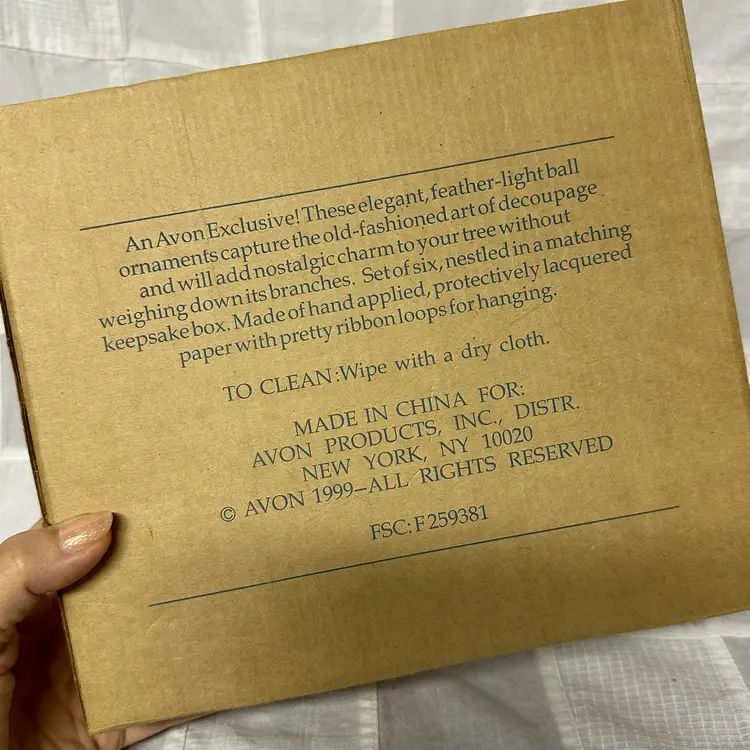 An Avon Exclusive! These elegant, feather-light ball
ornaments capture the old-fashioned art of decoupage
and will add nostalgic charm to your tree without
weighing down its branches. Set of six, nestled in a matching
keepsake box. Made of hand applied, protectively lacquered
paper with pretty ribbon loops for hanging.
TO CLEAN:Wipe with a dry cloth.
MADE IN CHINA FOR:
AVON PRODUCTS, INC., DISTR.
NEW YORK, NY 10020
© AVON 1999–ALL RIGHTS RESERVED
FSC: F 259381